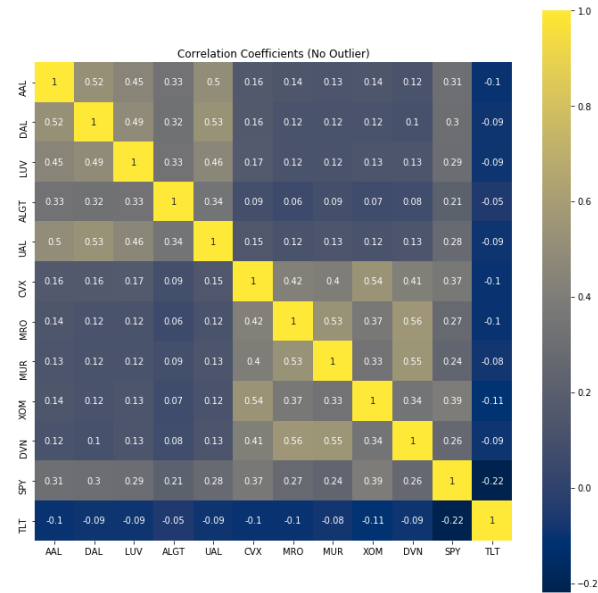 Correlation Coefficients (No Outlier)
AAL 1 0.52 0.45 0.33 0.5 0.16 0.14 0.13 0.14 0.12 0.31 -0.1
DAL 0.52 1 0.49 0.32 0.53 0.16 0.12 0.12 0.12 0.1 0.3 -0.09
LUV 0.45 0.49 1 0.33 0.46 0.17 0.12 0.12 0.13 0.13 0.29 -0.09
ALGT 0.33 0.32 0.33 1 0.34 0.09 0.06 0.09 0.07 0.08 0.21 -0.05
UAL 0.5 0.53 0.46 0.34 1 0.15 0.12 0.13 0.12 0.13 0.28 -0.09
CVX 0.16 0.16 0.17 0.09 0.15 1 0.42 0.4 0.54 0.41 0.37 -0.1
MRO 0.14 0.12 0.12 0.06 0.12 0.42 1 0.53 0.37 0.56 0.27 -0.1
MUR 0.13 0.12 0.12 0.09 0.13 0.4 0.53 1 0.33 0.55 0.24 -0.08
XOM 0.14 0.12 0.13 0.07 0.12 0.54 0.37 0.33 1 0.34 0.39 -0.11
DVN 0.12 0.1 0.13 0.08 0.13 0.41 0.56 0.55 0.34 1 0.26 -0.09
SPY 0.31 0.3 0.29 0.21 0.28 0.37 0.27 0.24 0.39 0.26 1 -0.22
TLT -0.1 -0.09 -0.09 -0.05 -0.09 -0.1 -0.1 -0.08 -0.11 -0.09 -0.22 1
AAL DAL LUV ALGT UAL CVX MRO MUR XOM DVN SPY TLT
1.0
0.8
0.6
0.4
0.2
0.0
−0.2